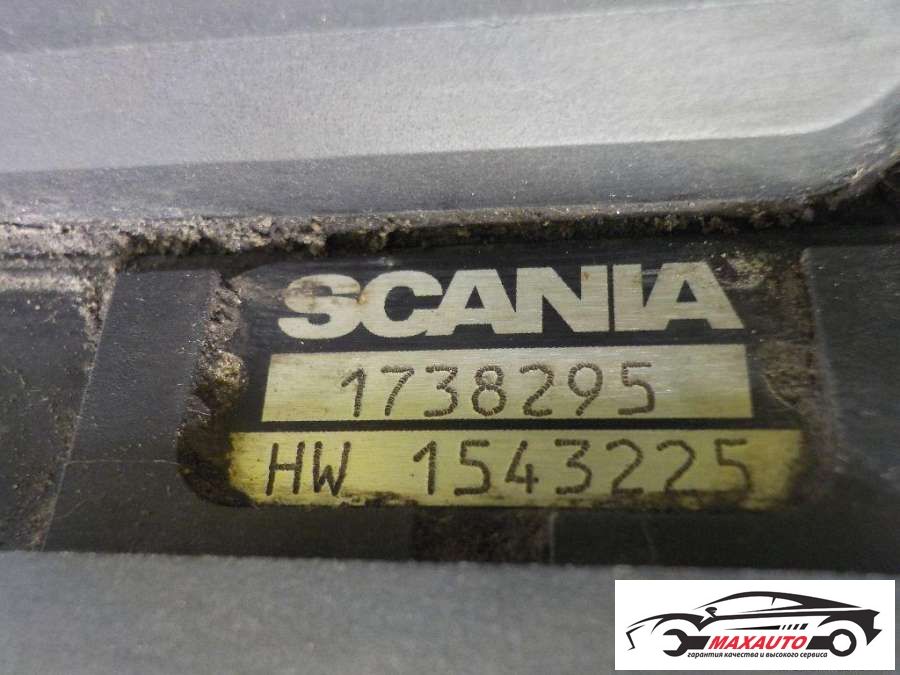 SCANIA
1738295
HW 1543225
MAXAUTO
гарантия качества и высокого сервиса